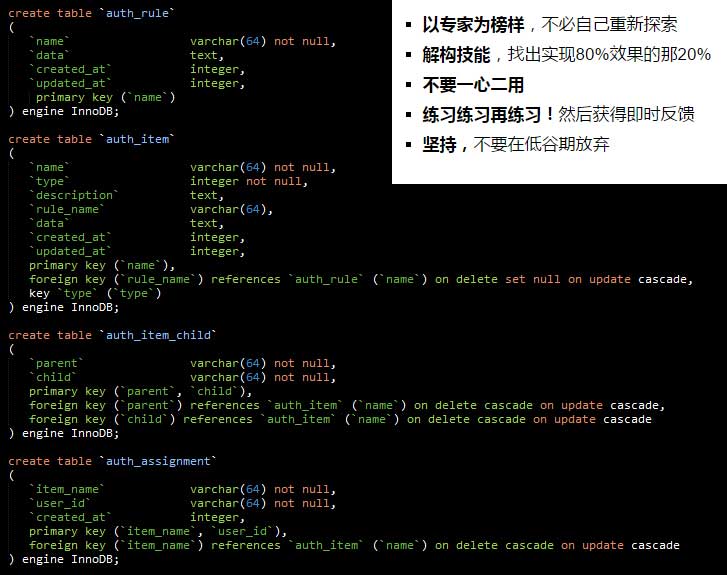 create table `auth_rule`
(
`name` varchar(64) not null,
`data` text,
`created_at` integer,
`updated_at` integer,
primary key (`name`)
) engine InnoDB;
create table `auth_item`
(
`name` varchar(64) not null,
`type` integer not null,
`description` text,
`rule_name` varchar(64),
`data` text,
`created_at` integer,
`updated_at` integer,
primary key (`name`),
foreign key (`rule_name`) references `auth_rule` (`name`) on delete set null on update cascade,
key `type` (`type`)
) engine InnoDB;
create table `auth_item_child`
(
`parent` varchar(64) not null,
`child` varchar(64) not null,
primary key (`parent`, `child`),
foreign key (`parent`) references `auth_item` (`name`) on delete cascade on update cascade,
foreign key (`child`) references `auth_item` (`name`) on delete cascade on update cascade
) engine InnoDB;
create table `auth_assignment`
(
`item_name` varchar(64) not null,
`user_id` varchar(64) not null,
`created_at` integer,
primary key (`item_name`, `user_id`),
foreign key (`item_name`) references `auth_item` (`name`) on delete cascade on update cascade
) engine InnoDB;
▪ 以专家为榜样，不必自己重新探索
▪ 解构技能，找出实现80%效果的那20%
▪ 不要一心二用
▪ 练习练习再练习！然后获得即时反馈
▪ 坚持，不要在低谷期放弃